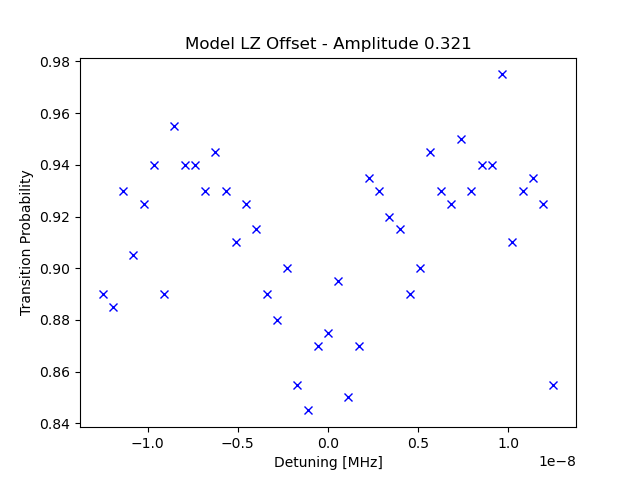 Model LZ Offset - Amplitude 0.321
Transition Probability
0.98
0.96
0.94
0.92
0.90
0.88
0.86
0.84
−1.0 −0.5 0.0 0.5 1.0
1e−8
Detuning [MHz]